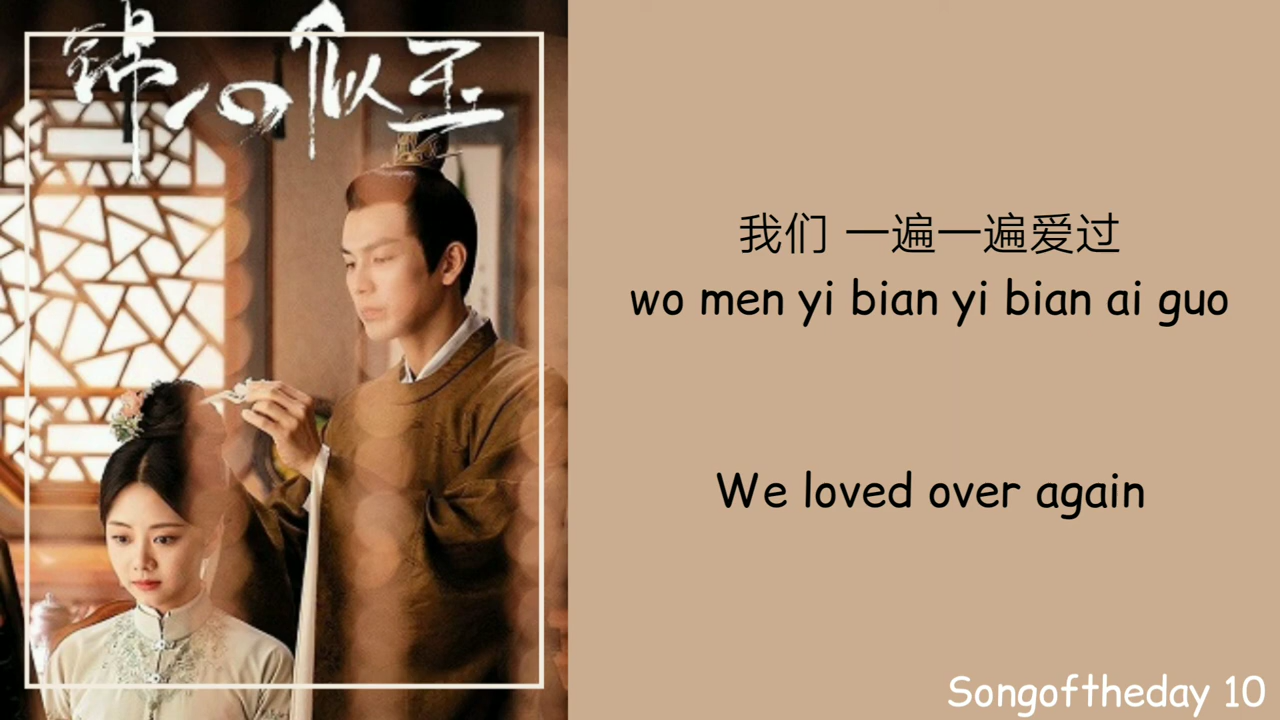 锦心似玉
我们 一遍一遍爱过
wo men yi bian yi bian ai guo
We loved over again
Songoftheday 10